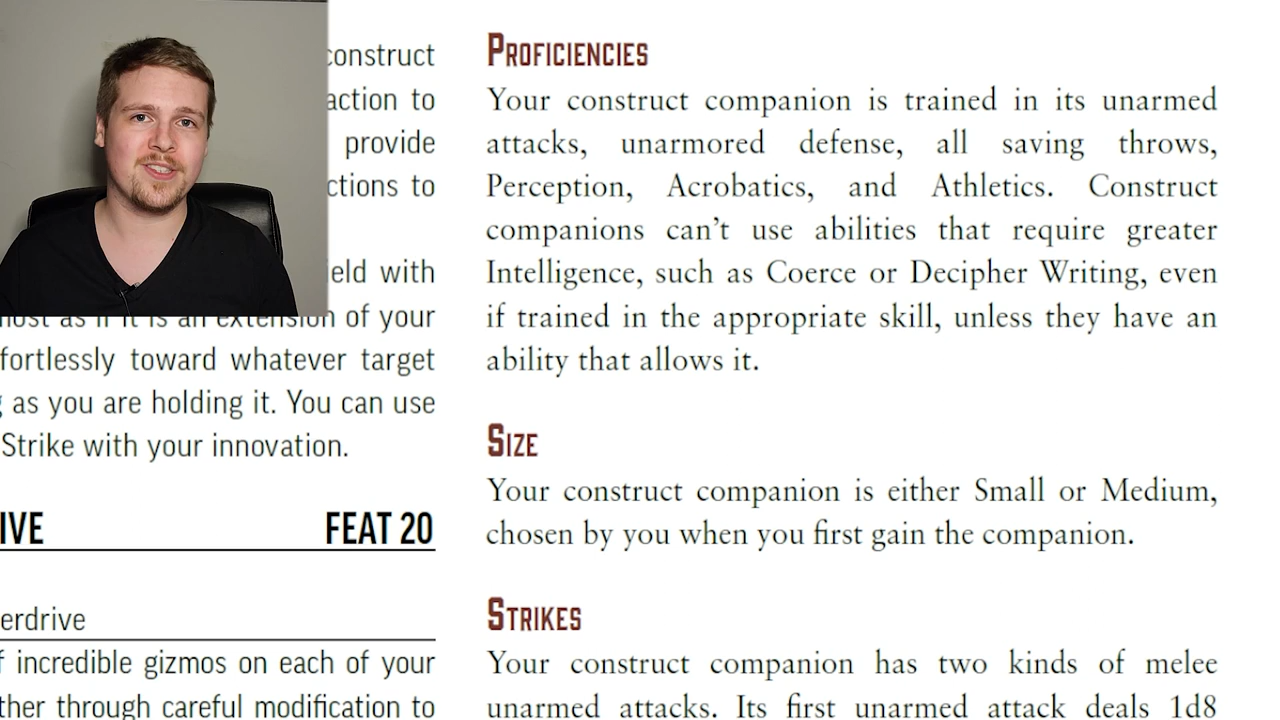 construct
action to
provide
ctions to
ield with
most as if it is an extension of your
fortlessly toward whatever target
g as you are holding it. You can use
Strike with your innovation.
IVE FEAT 20
erdrive
f incredible gizmos on each of your
ther through careful modification to
PROFICIENCIES
Your construct companion is trained in its unarmed
attacks, unarmored defense, all saving throws,
Perception, Acrobatics, and Athletics. Construct
companions can’t use abilities that require greater
Intelligence, such as Coerce or Decipher Writing, even
if trained in the appropriate skill, unless they have an
ability that allows it.
SIZE
Your construct companion is either Small or Medium,
chosen by you when you first gain the companion.
STRIKES
Your construct companion has two kinds of melee
unarmed attacks. Its first unarmed attack deals 1d8